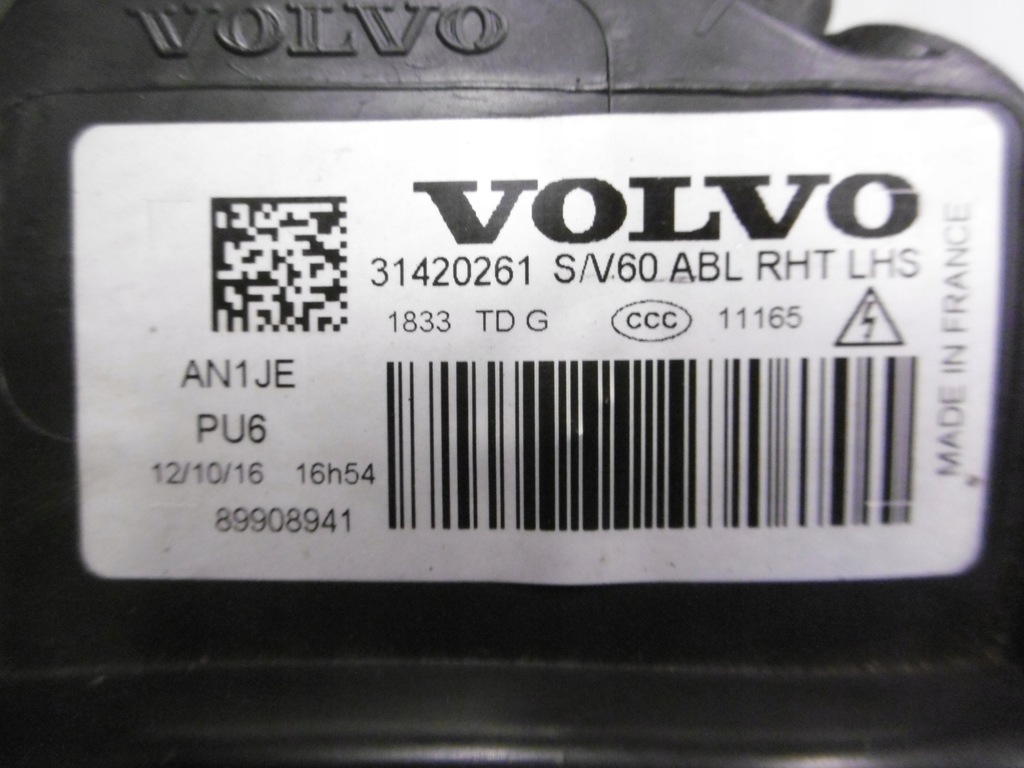 VOLVO
VOLVO
31420261 S/V60 ABL RHT LHS
1833 TD G CCC 11165
AN1JE
PU6
12/10/16 16h54
89908941
MADE IN FRANCE